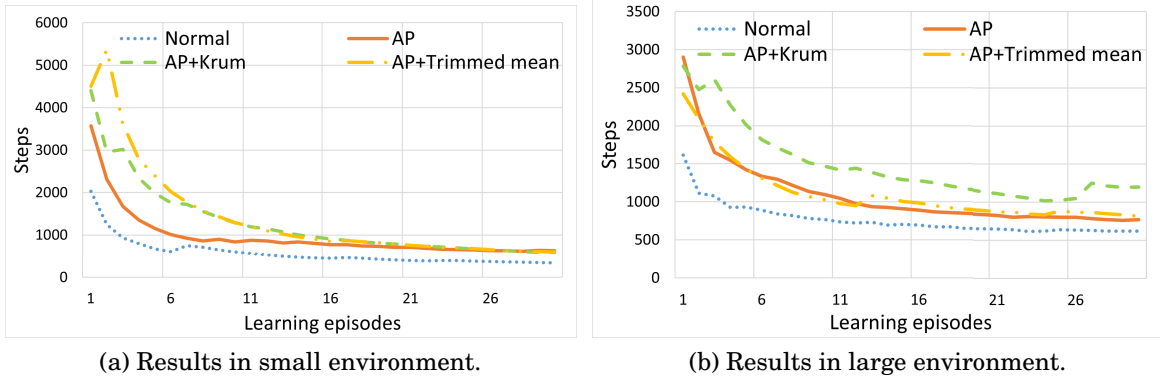 6000
5000
4000
3000
2000
1000
0
Steps
Normal
AP
AP+Krum
AP+Trimmed mean
1 6 11 16 21 26
Learning episodes
(a) Results in small environment.
3500
3000
2500
2000
1500
1000
500
0
Steps
Normal
AP
AP+Krum
AP+Trimmed mean
1 6 11 16 21 26
Learning episodes
(b) Results in large environment.